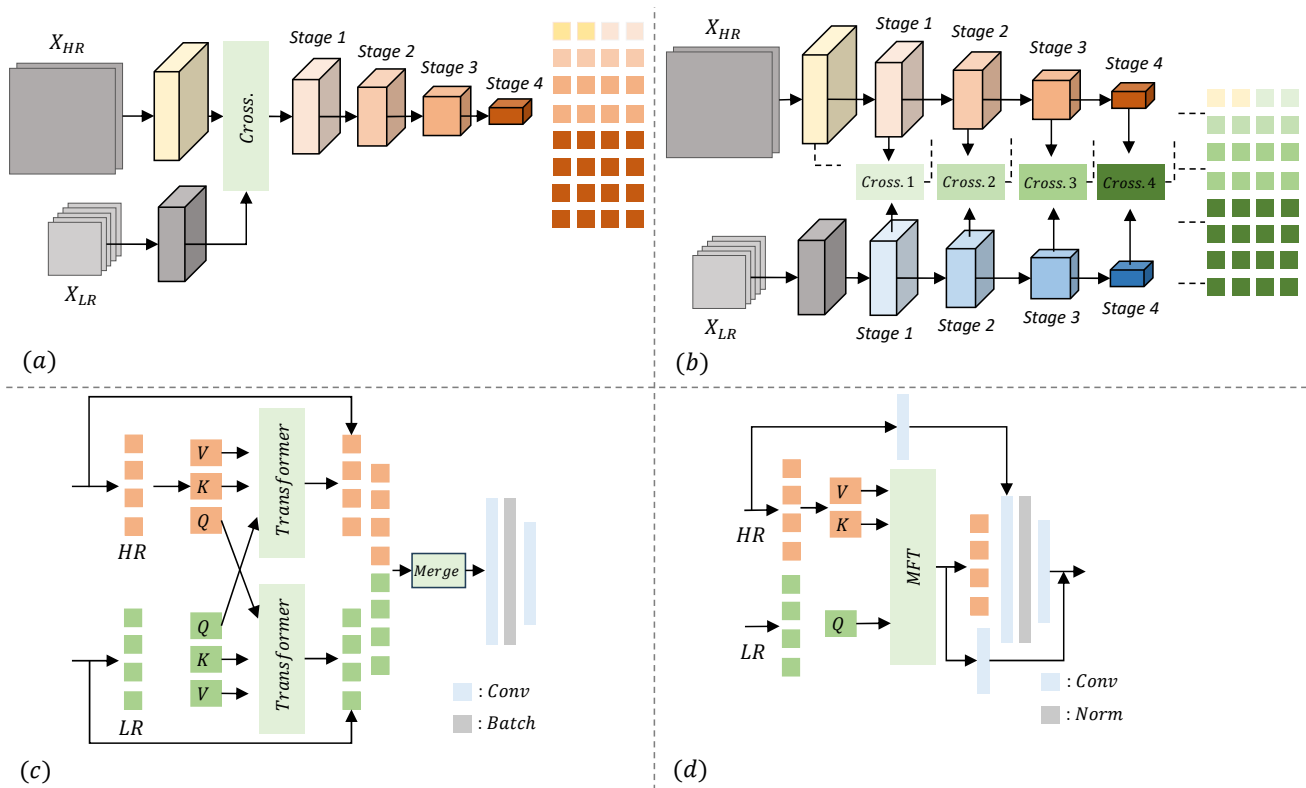 X_HR
Stage 1
Stage 2
Stage 3
Stage 4
Cross.
X_LR
(a)
X_HR
Stage 1
Stage 2
Stage 3
Stage 4
Cross. 1
Cross. 2
Cross. 3
Cross. 4
X_LR
Stage 1
Stage 2
Stage 3
Stage 4
(b)
V
K
Q
HR
Transformer
Q
K
V
LR
Transformer
Merge
: Conv
: Batch
(c)
HR
V
K
Q
LR
MFT
: Conv
: Norm
(d)